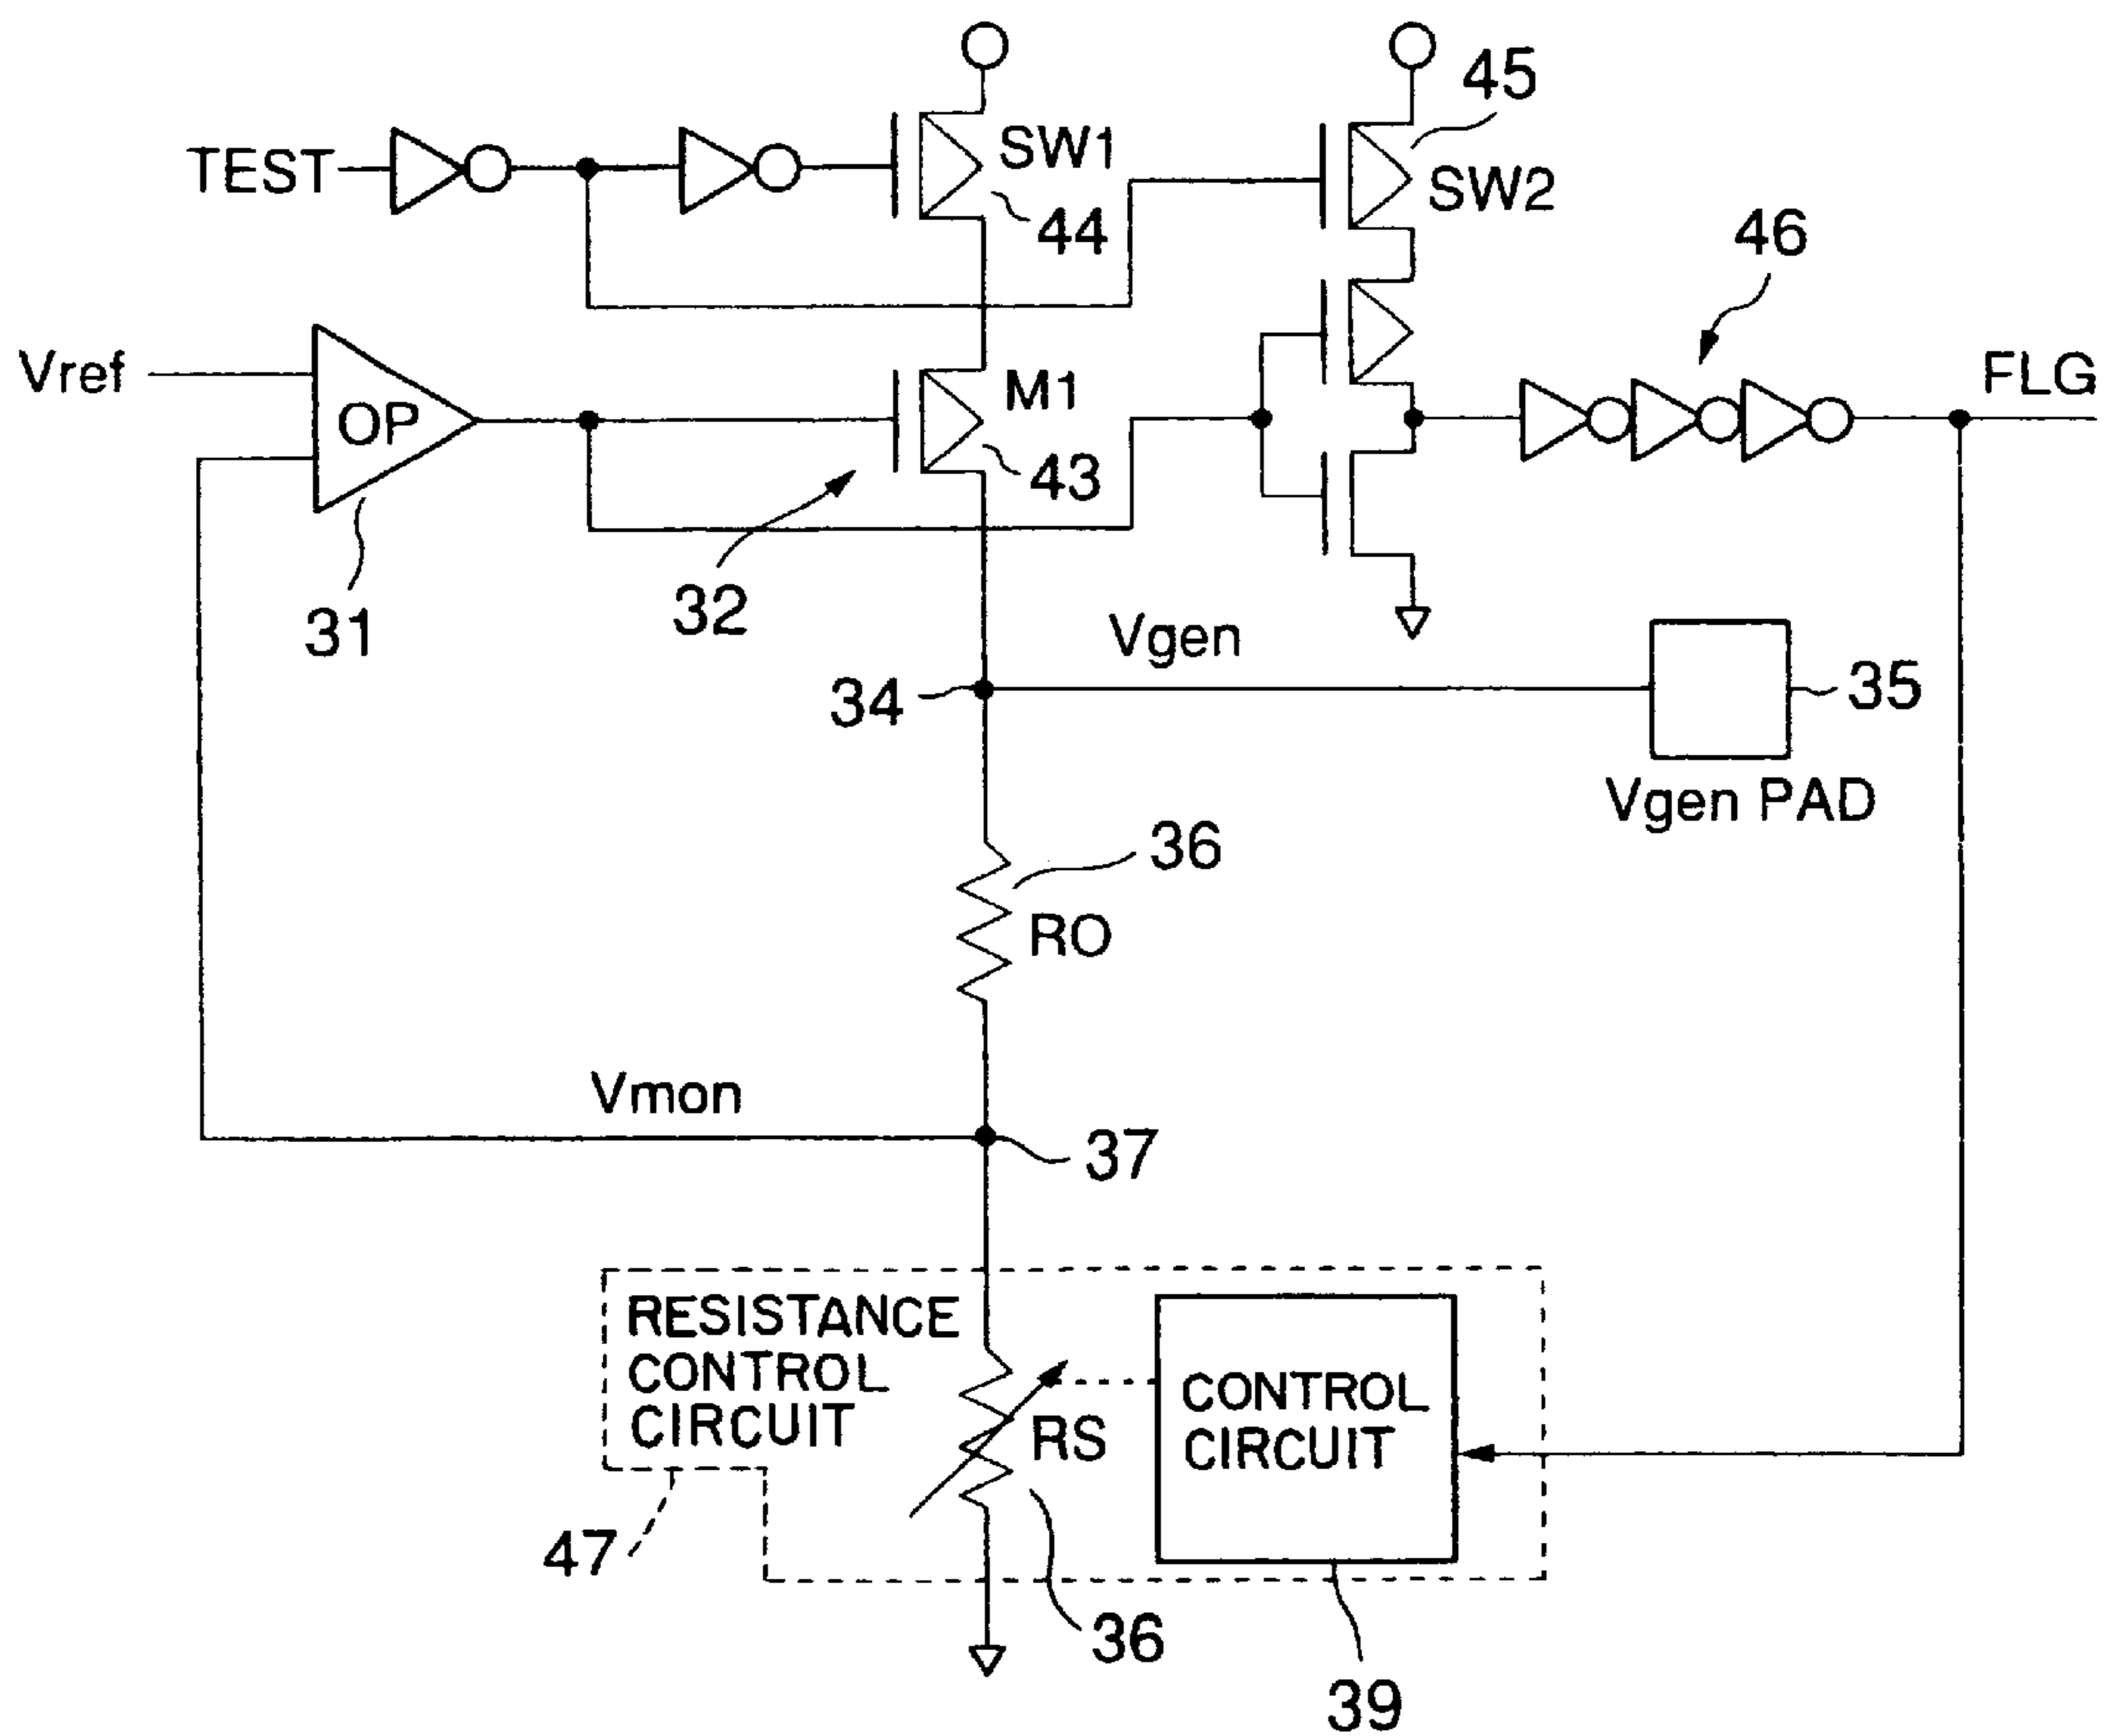 45
TEST
SW1
SW2
44
46
Vref
OP
M1
FLG
43
32
31
Vgen
34
35
Vgen PAD
36
RO
Vmon
37
RESISTANCE
CONTROL
CIRCUIT
CONTROL
CIRCUIT
RS
47
36
39